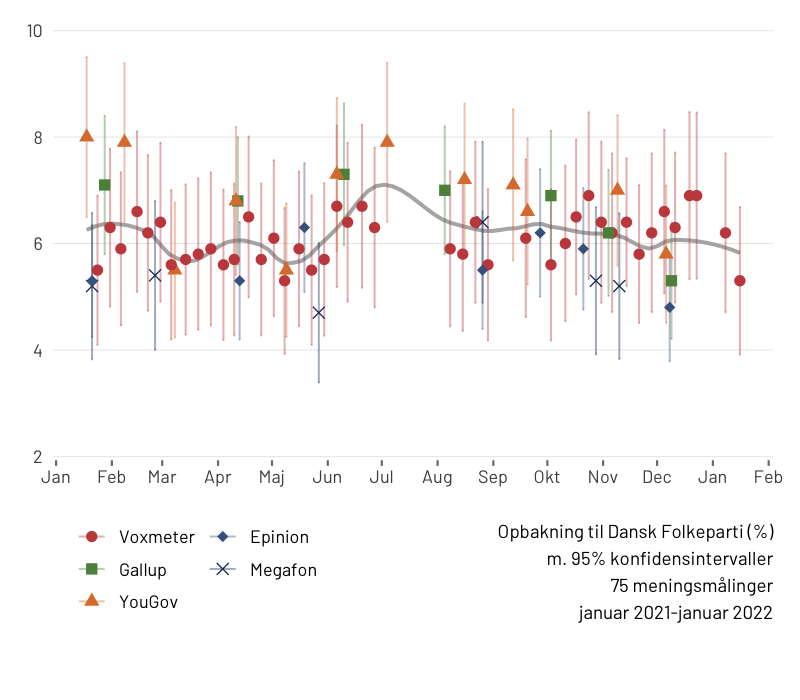 10
8
6
4
2
Jan Feb Mar Apr Maj Jun Jul Aug Sep Okt Nov Dec Jan Feb
Voxmeter Epinion
Gallup Megafon
YouGov
Opbakning til Dansk Folkeparti (%)
m. 95% konfidensintervaller
75 meningsmålinger
januar 2021-januar 2022